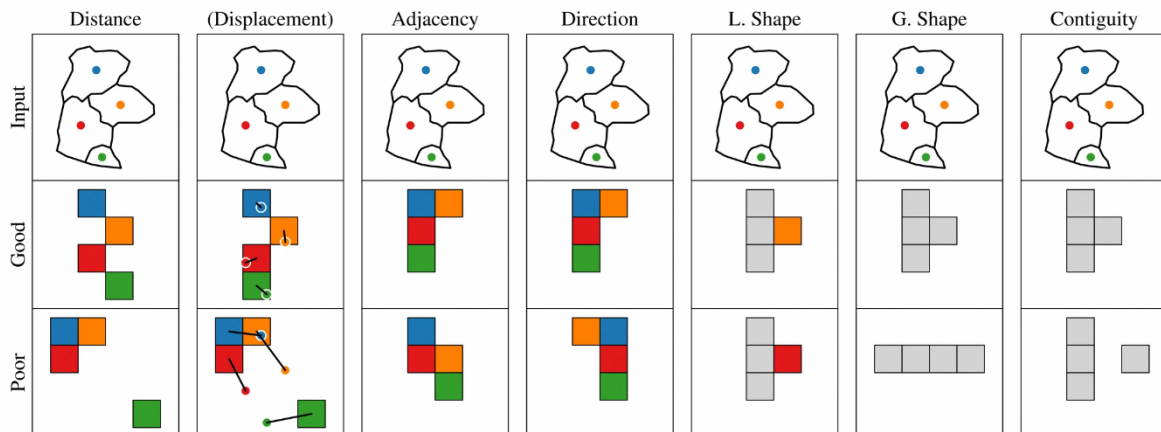 Distance (Displacement) Adjacency Direction L. Shape G. Shape Contiguity
Input
Good
Poor